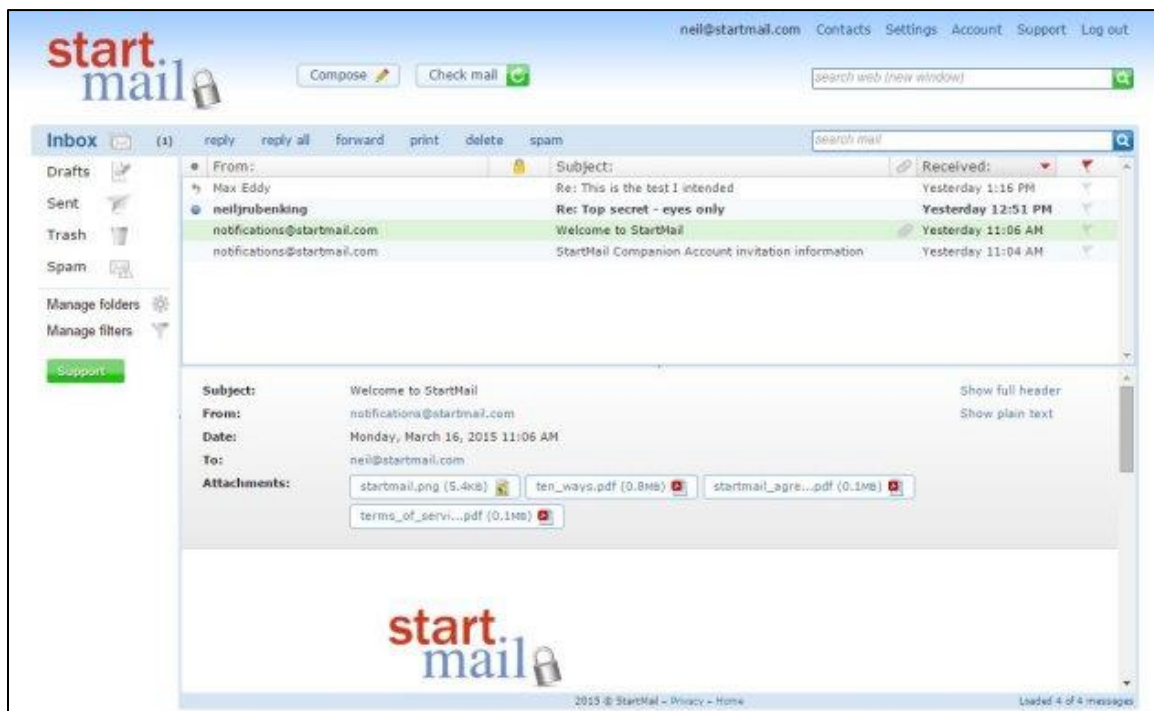 neil@startmail.com Contacts Settings Account Support Log out
start.
mail
Compose Check mail
search web (new window)
Inbox (1) reply reply all forward print delete spam search mail
Drafts
Sent
Trash
Spam
Manage folders
Manage filters
Support
From: Subject: Received:
Max Eddy Re: This is the test I intended Yesterday 1:16 PM
neiljrubenking Re: Top secret - eyes only Yesterday 12:51 PM
notifications@startmail.com Welcome to StartMail Yesterday 11:06 AM
notifications@startmail.com StartMail Companion Account invitation information Yesterday 11:04 AM
Subject: Welcome to StartMail Show full header
From: notifications@startmail.com Show plain text
Date: Monday, March 16, 2015 11:06 AM
To: neil@startmail.com
Attachments: startmail.png (5.4KB) ten_ways.pdf (0.8MB) startmail_agre...pdf (0.1MB)
terms_of_servi...pdf (0.1MB)
start.
mail
2015 © StartMail - Privacy - Home Loaded 4 of 4 messages